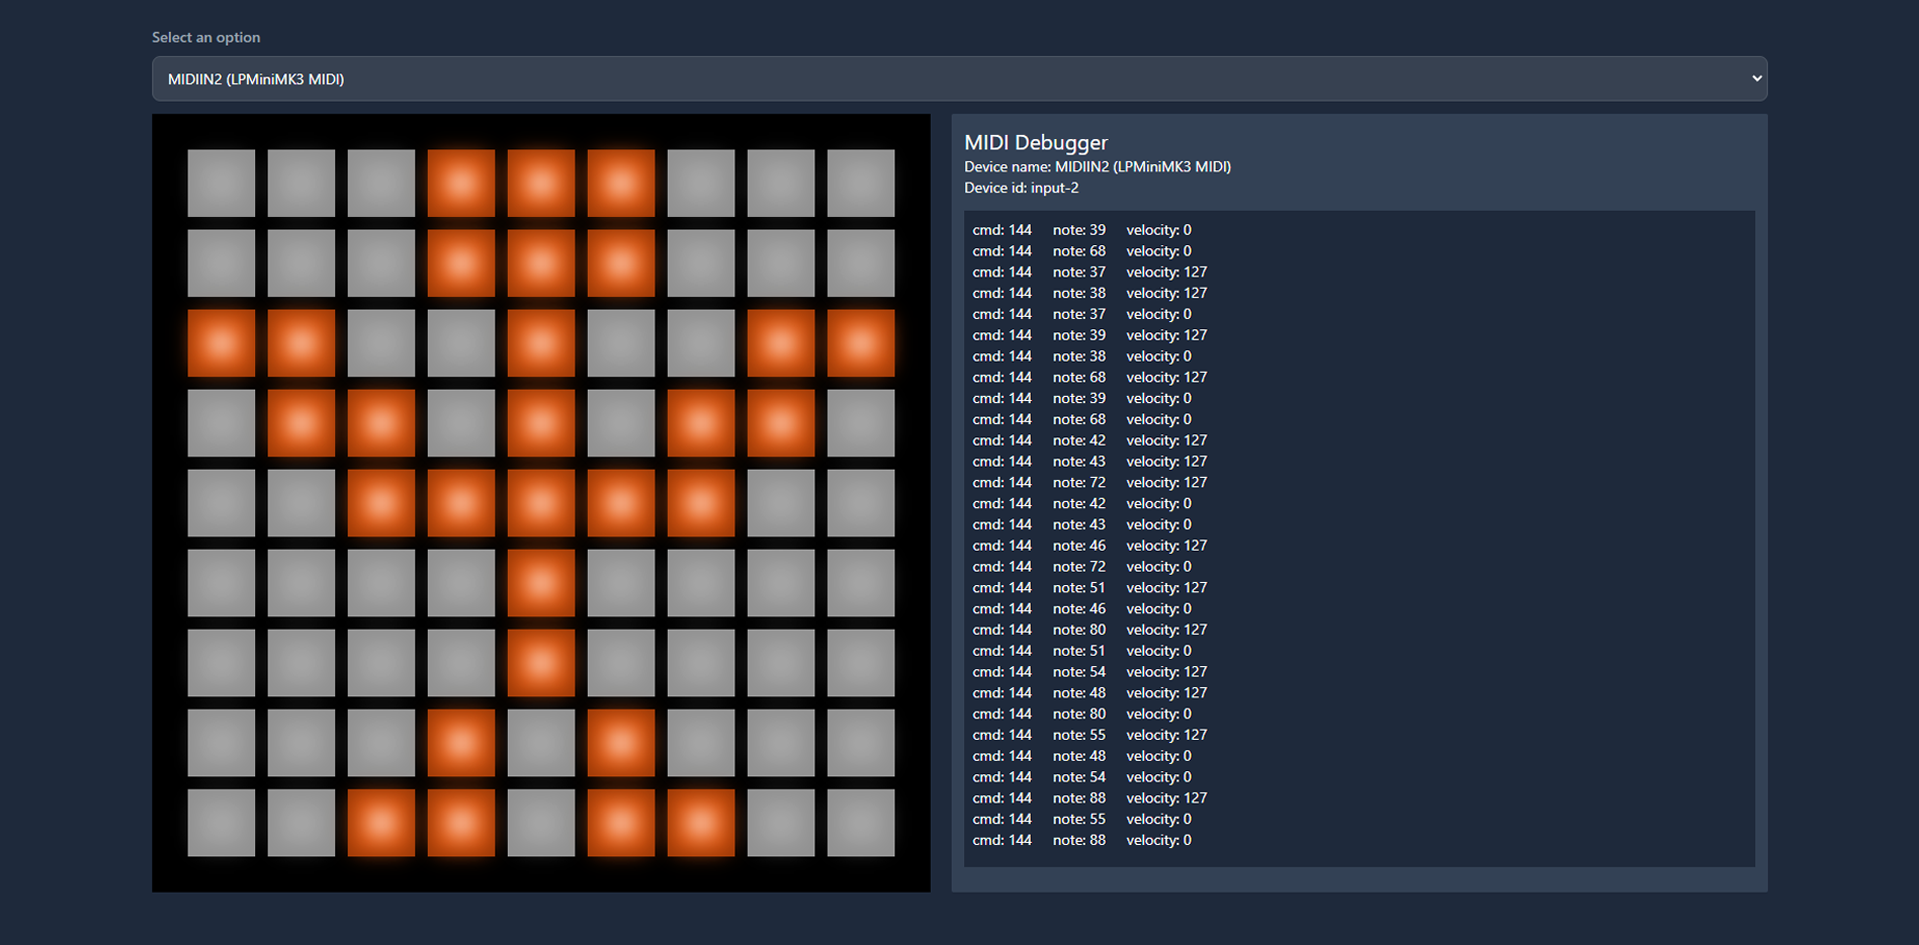 Select an option
MIDIIN2 (LPMiniMK3 MIDI)
MIDI Debugger
Device name: MIDIIN2 (LPMiniMK3 MIDI)
Device id: input-2
cmd: 144 note: 39 velocity: 0
cmd: 144 note: 68 velocity: 0
cmd: 144 note: 37 velocity: 127
cmd: 144 note: 38 velocity: 127
cmd: 144 note: 37 velocity: 0
cmd: 144 note: 39 velocity: 127
cmd: 144 note: 38 velocity: 0
cmd: 144 note: 68 velocity: 127
cmd: 144 note: 39 velocity: 0
cmd: 144 note: 68 velocity: 0
cmd: 144 note: 42 velocity: 127
cmd: 144 note: 43 velocity: 127
cmd: 144 note: 72 velocity: 127
cmd: 144 note: 42 velocity: 0
cmd: 144 note: 43 velocity: 0
cmd: 144 note: 46 velocity: 127
cmd: 144 note: 72 velocity: 0
cmd: 144 note: 51 velocity: 127
cmd: 144 note: 46 velocity: 0
cmd: 144 note: 80 velocity: 127
cmd: 144 note: 51 velocity: 0
cmd: 144 note: 54 velocity: 127
cmd: 144 note: 48 velocity: 127
cmd: 144 note: 80 velocity: 0
cmd: 144 note: 55 velocity: 127
cmd: 144 note: 48 velocity: 0
cmd: 144 note: 54 velocity: 0
cmd: 144 note: 88 velocity: 127
cmd: 144 note: 55 velocity: 0
cmd: 144 note: 88 velocity: 0